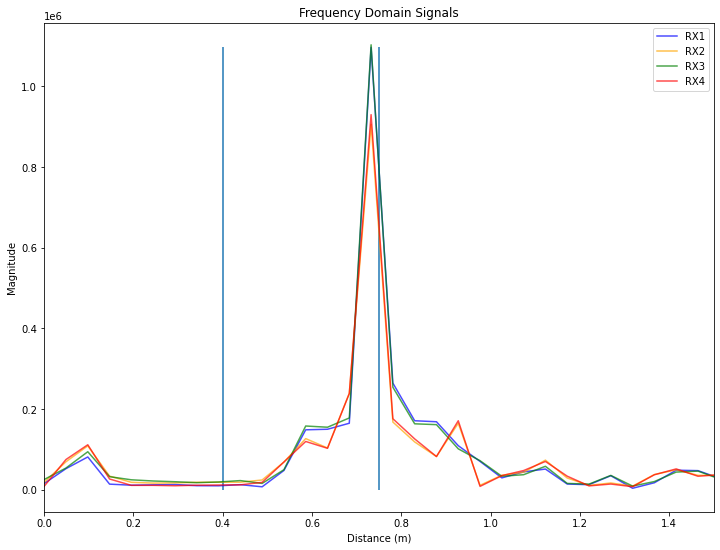 Frequency Domain Signals
1e6
RX1
RX2
RX3
RX4
Magnitude
1.0
0.8
0.6
0.4
0.2
0.0
0.0 0.2 0.4 0.6 0.8 1.0 1.2 1.4
Distance (m)